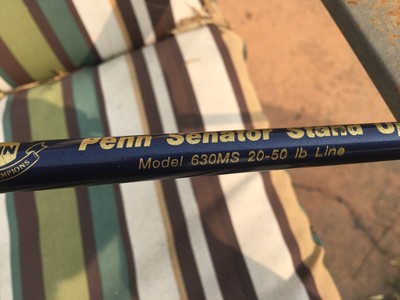 Penn Senator Stand U
Model 630MS 20-50 lb Line